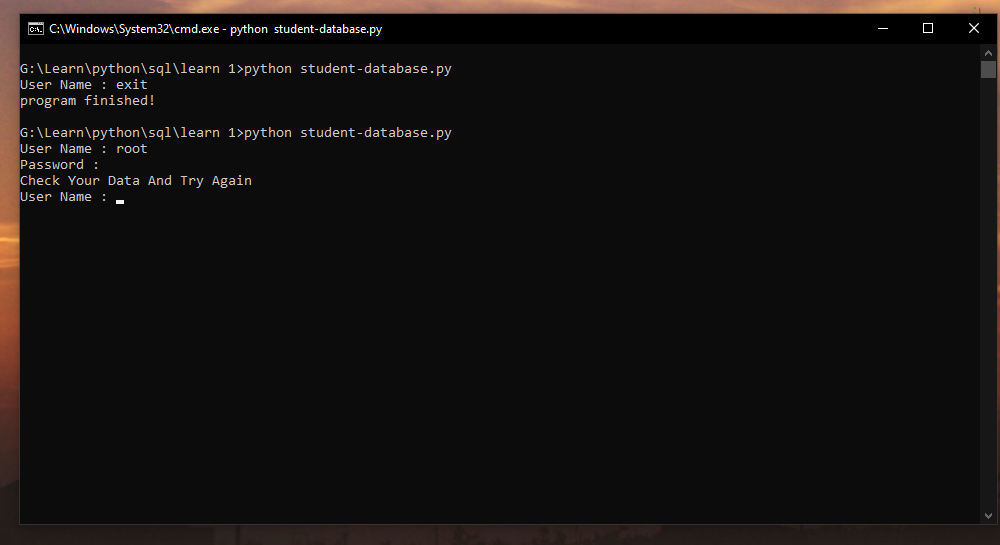 C:\Windows\System32\cmd.exe - python  student-database.py
G:\Learn\python\sql\learn 1>python student-database.py
User Name : exit
program finished!
G:\Learn\python\sql\learn 1>python student-database.py
User Name : root
Password :
Check Your Data And Try Again
User Name :